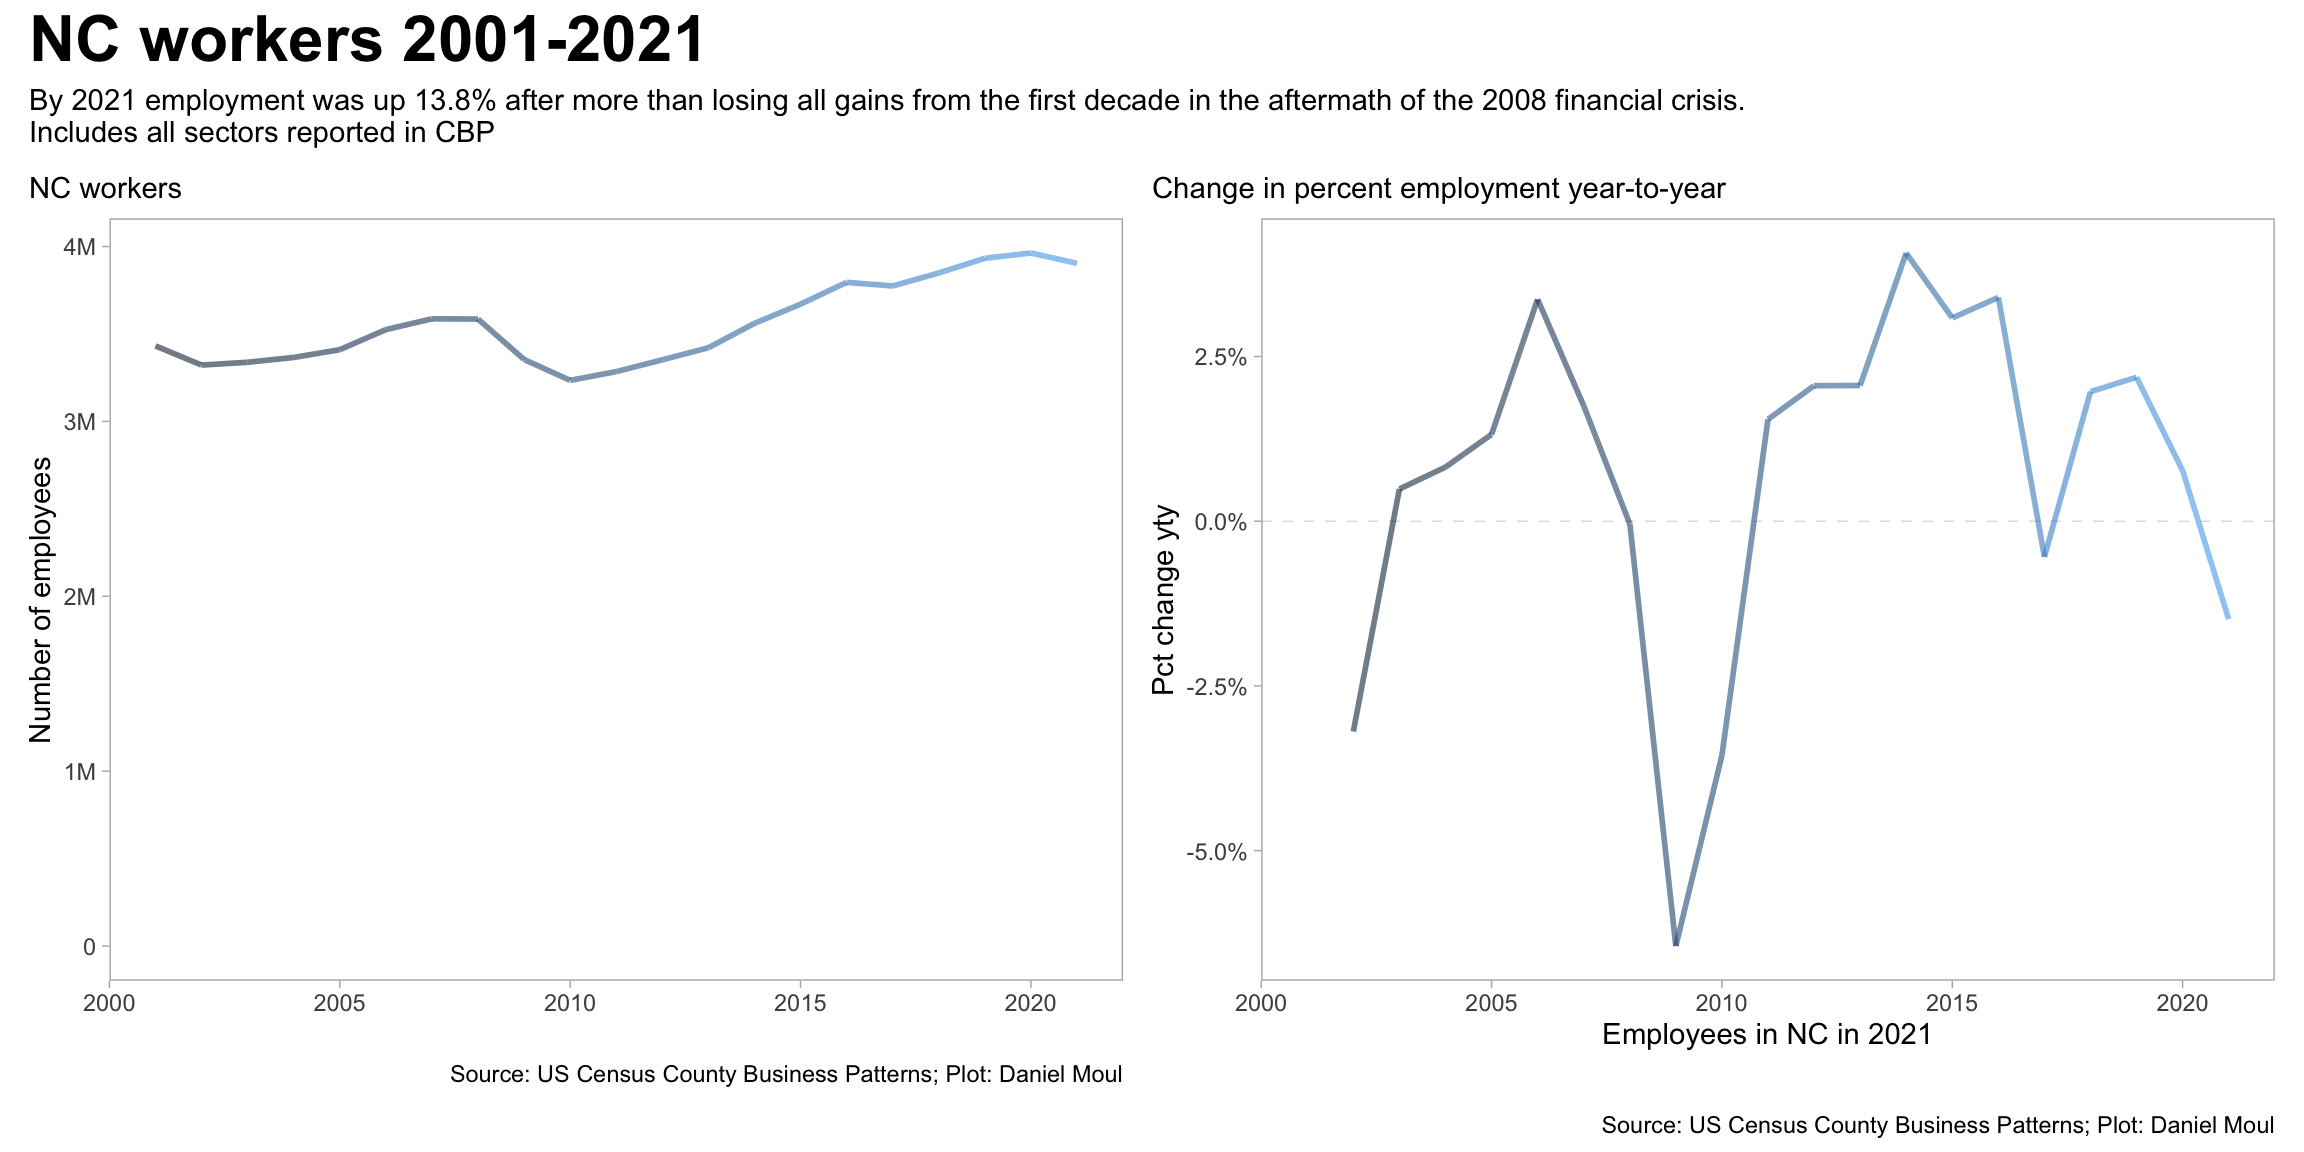 NC workers 2001-2021
By 2021 employment was up 13.8% after more than losing all gains from the first decade in the aftermath of the 2008 financial crisis.
Includes all sectors reported in CBP
NC workers
Number of employees
4M
3M
2M
1M
0
2000 2005 2010 2015 2020
Source: US Census County Business Patterns; Plot: Daniel Moul
Change in percent employment year-to-year
Pct change yty
2.5%
0.0%
-2.5%
-5.0%
2000 2005 2010 2015 2020
Employees in NC in 2021
Source: US Census County Business Patterns; Plot: Daniel Moul